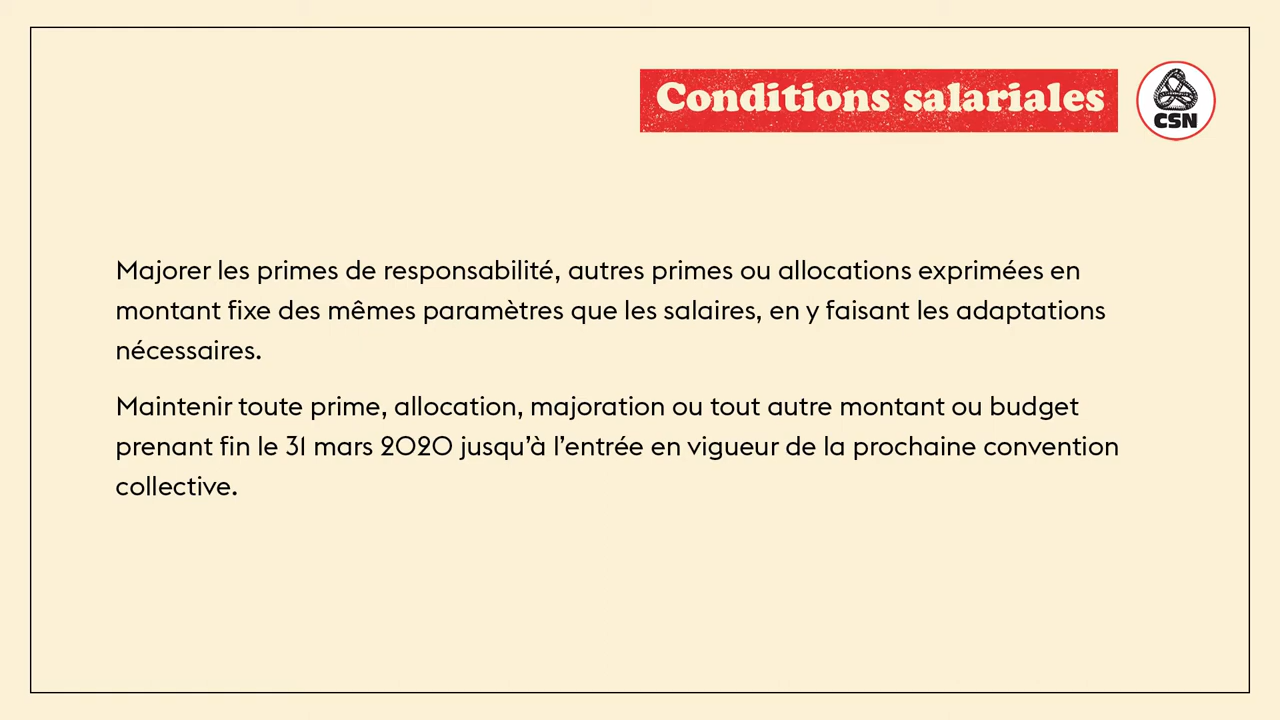 Conditions salariales
CSN
Majorer les primes de responsabilité, autres primes ou allocations exprimées en
montant fixe des mêmes paramètres que les salaires, en y faisant les adaptations
nécessaires.
Maintenir toute prime, allocation, majoration ou tout autre montant ou budget
prenant fin le 31 mars 2020 jusqu’à l’entrée en vigueur de la prochaine convention
collective.